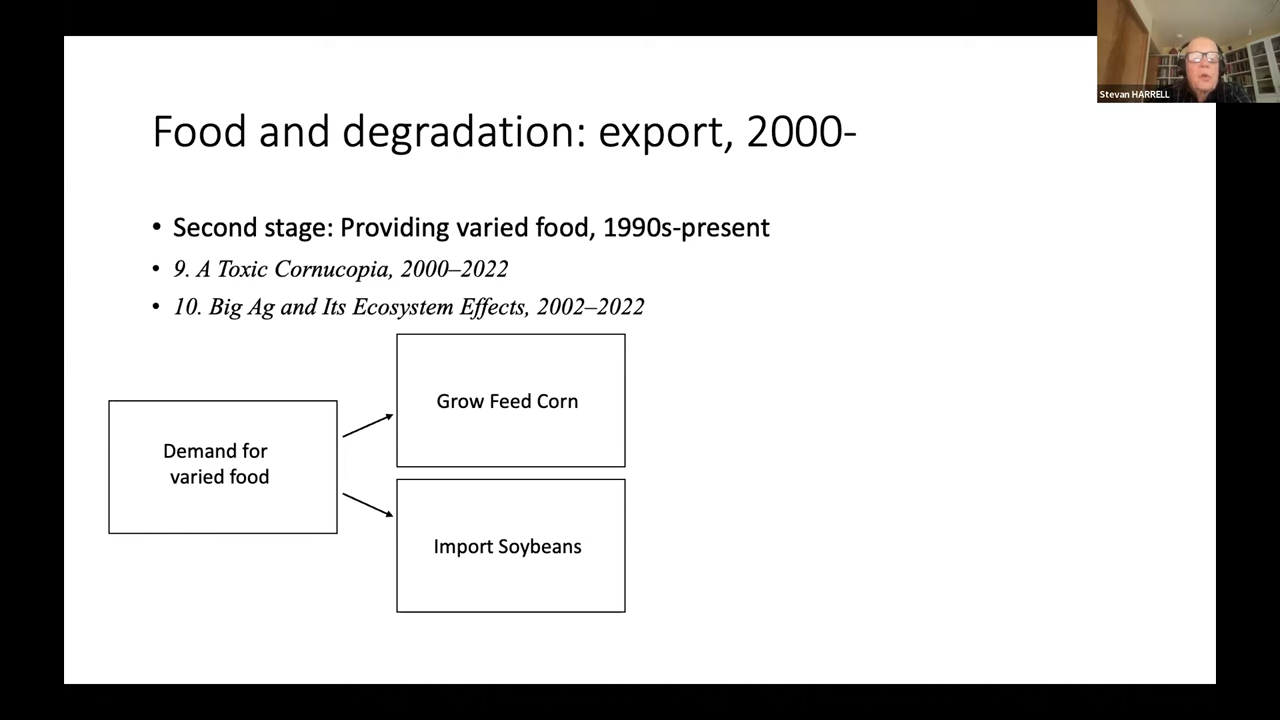 Stevan HARRELL
Food and degradation: export, 2000-
• Second stage: Providing varied food, 1990s-present
• 9. A Toxic Cornucopia, 2000–2022
• 10. Big Ag and Its Ecosystem Effects, 2002–2022
Grow Feed Corn
Demand for
varied food
Import Soybeans